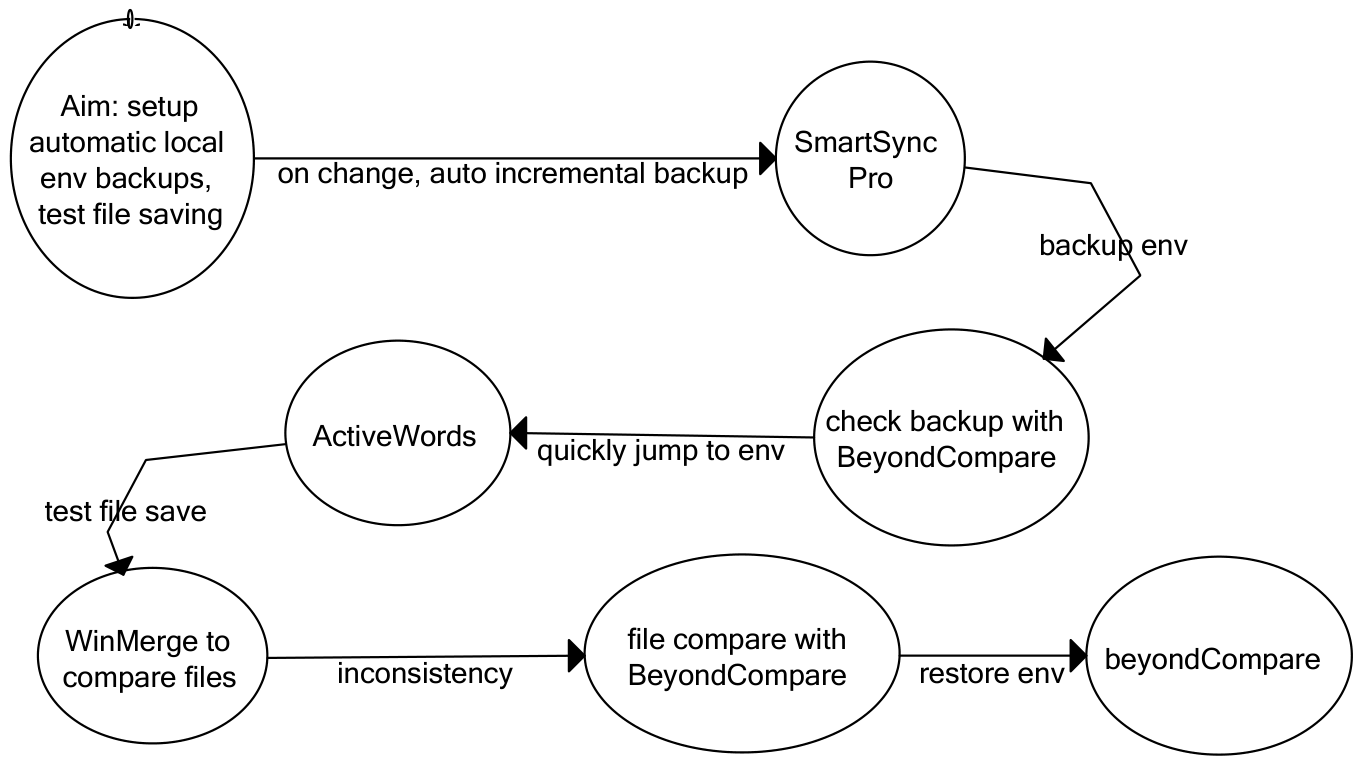 Aim: setup
automatic local
env backups,
test file saving
on change, auto incremental backup
SmartSync
Pro
backup env
check backup with
BeyondCompare
quickly jump to env
ActiveWords
test file save
WinMerge to
compare files
inconsistency
file compare with
BeyondCompare
restore env
beyondCompare